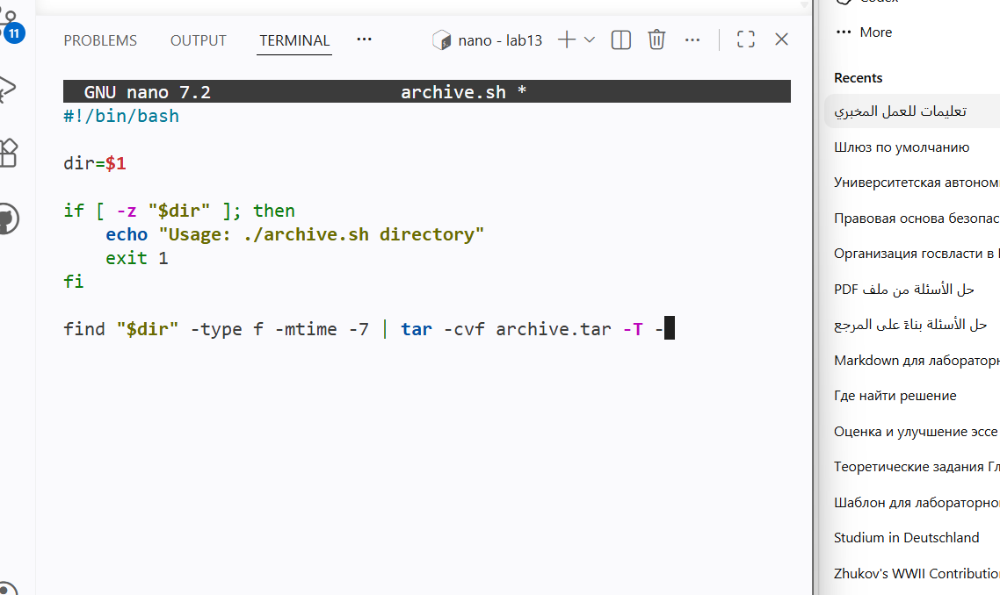 11
PROBLEMS OUTPUT TERMINAL ··· nano - lab13
GNU nano 7.2 archive.sh *
#!/bin/bash
dir=$1
if [ -z "$dir" ]; then
echo "Usage: ./archive.sh directory"
exit 1
fi
find "$dir" -type f -mtime -7 | tar -cvf archive.tar -T -
More
Recents
تعليمات للعمل المخبري
Шлюз по умолчанию
Университетская автоном
Правовая основа безопас
Организация госвласти в
حل الأسئلة من ملف PDF
حل الأسئلة بناءً على المرجع
Markdown для лаборатор
Где найти решение
Оценка и улучшение эссе
Теоретические задания Гл
Шаблон для лабораторно
Studium in Deutschland
Zhukov's WWII Contributio